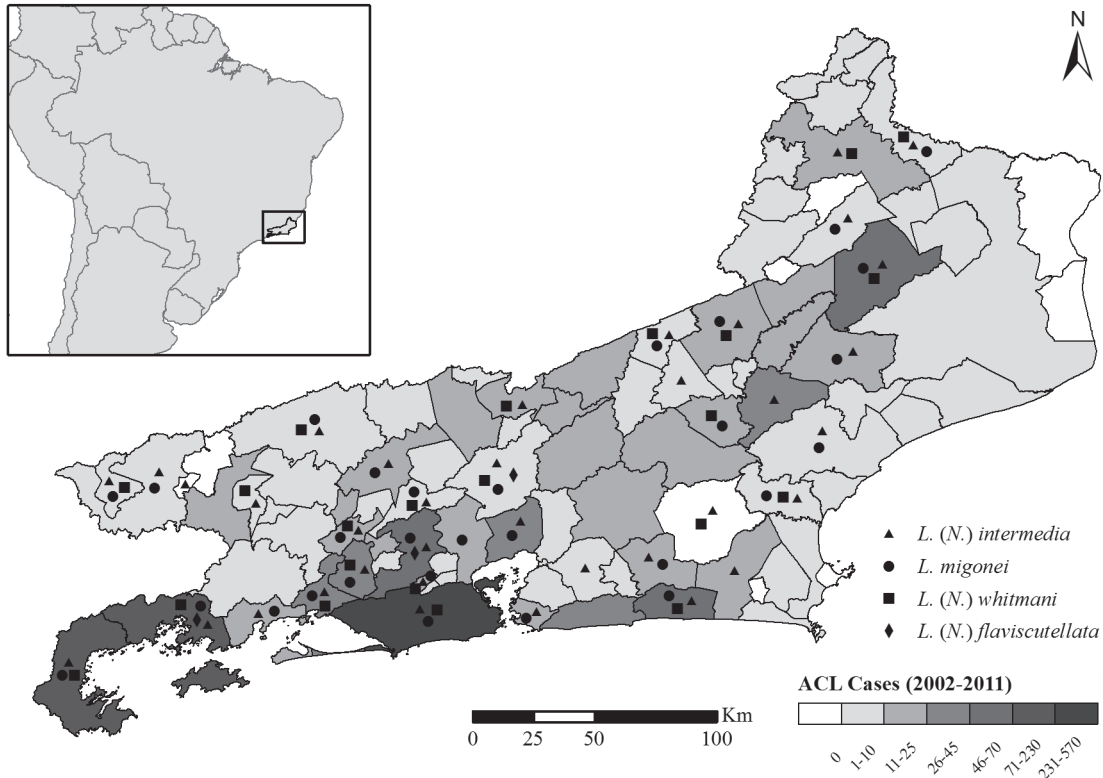 N
L. (N.) intermedia
L. migonei
L. (N.) whitmani
L. (N.) flaviscutellata
ACL Cases (2002-2011)
0
1-10
11-25
26-45
46-70
71-230
231-570
Km
0 25 50 100